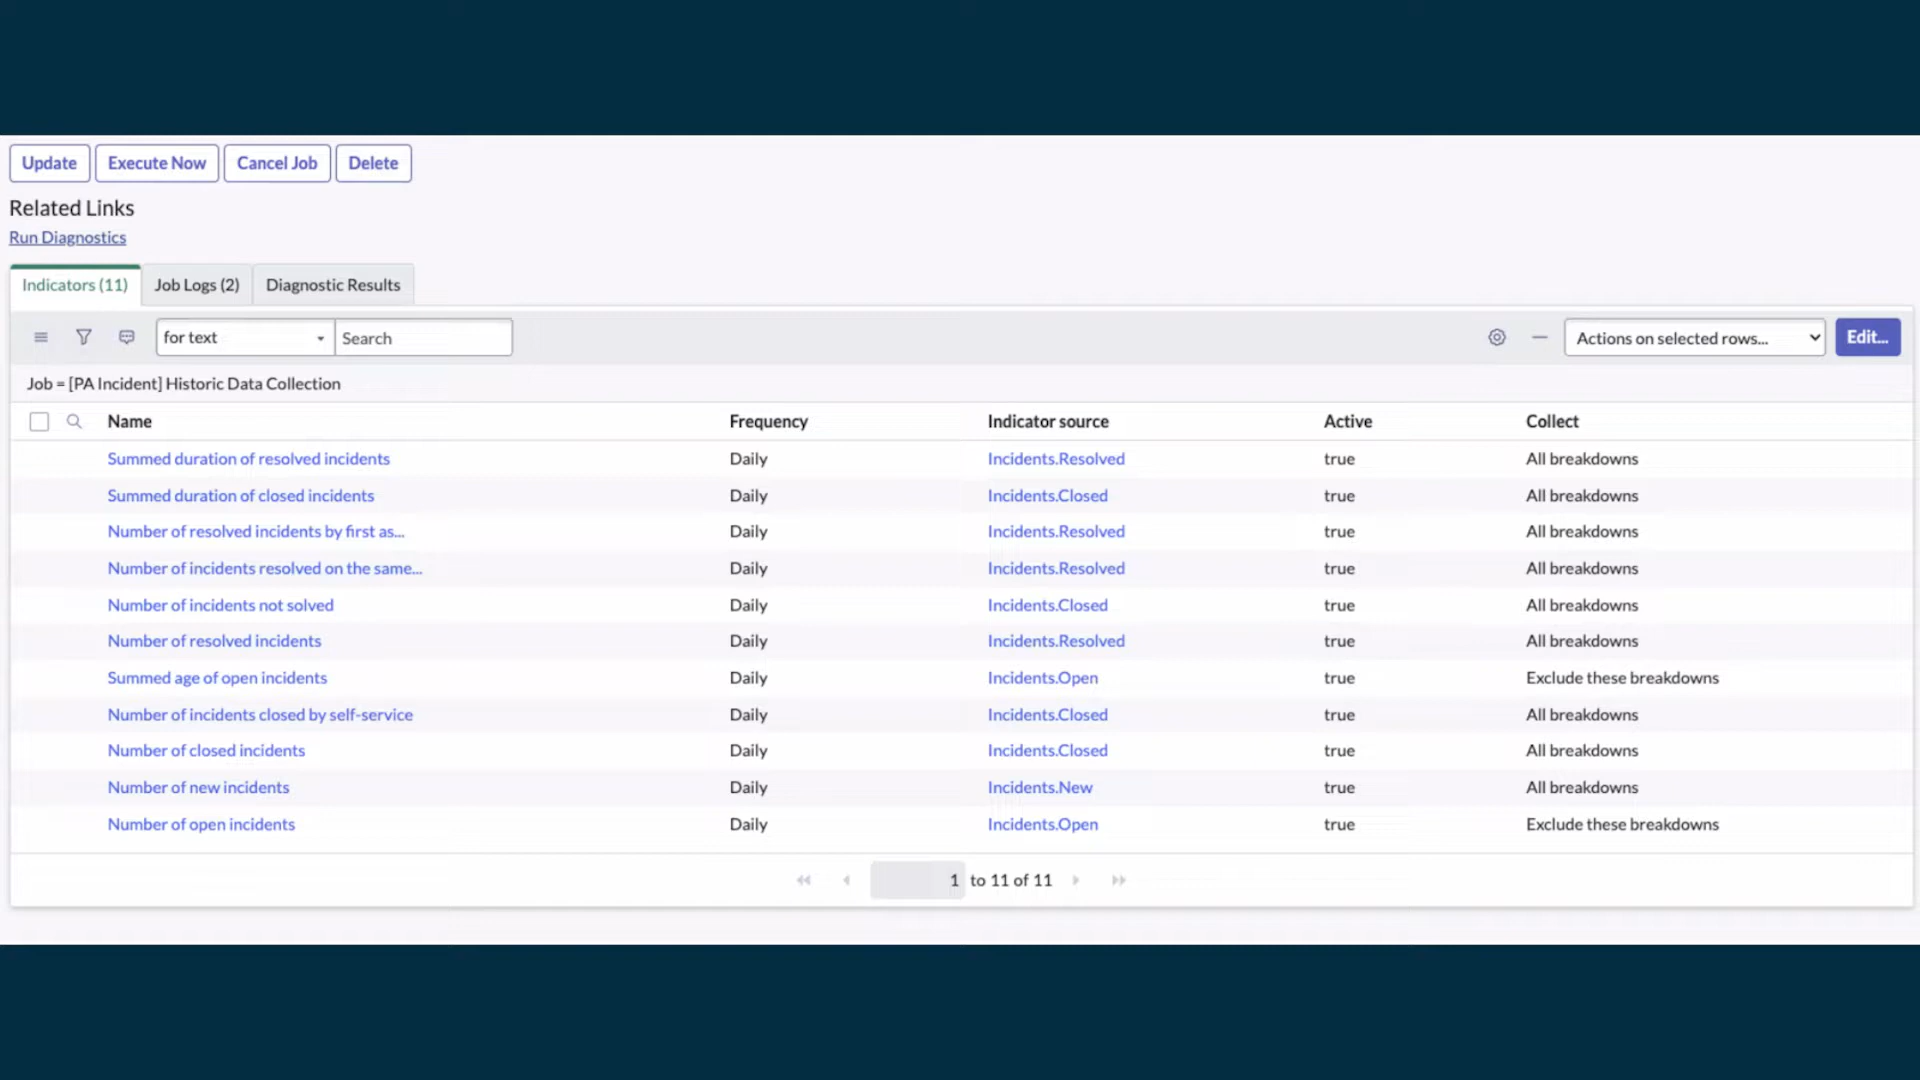 Update Execute Now Cancel Job Delete
Related Links
Run Diagnostics
Indicators (11) Job Logs (2) Diagnostic Results
for text Search Actions on selected rows... Edit...
Job = [PA Incident] Historic Data Collection
Name Frequency Indicator source Active Collect
Summed duration of resolved incidents Daily Incidents.Resolved true All breakdowns
Summed duration of closed incidents Daily Incidents.Closed true All breakdowns
Number of resolved incidents by first as... Daily Incidents.Resolved true All breakdowns
Number of incidents resolved on the same... Daily Incidents.Resolved true All breakdowns
Number of incidents not solved Daily Incidents.Closed true All breakdowns
Number of resolved incidents Daily Incidents.Resolved true All breakdowns
Summed age of open incidents Daily Incidents.Open true Exclude these breakdowns
Number of incidents closed by self-service Daily Incidents.Closed true All breakdowns
Number of closed incidents Daily Incidents.Closed true All breakdowns
Number of new incidents Daily Incidents.New true All breakdowns
Number of open incidents Daily Incidents.Open true Exclude these breakdowns
1 to 11 of 11